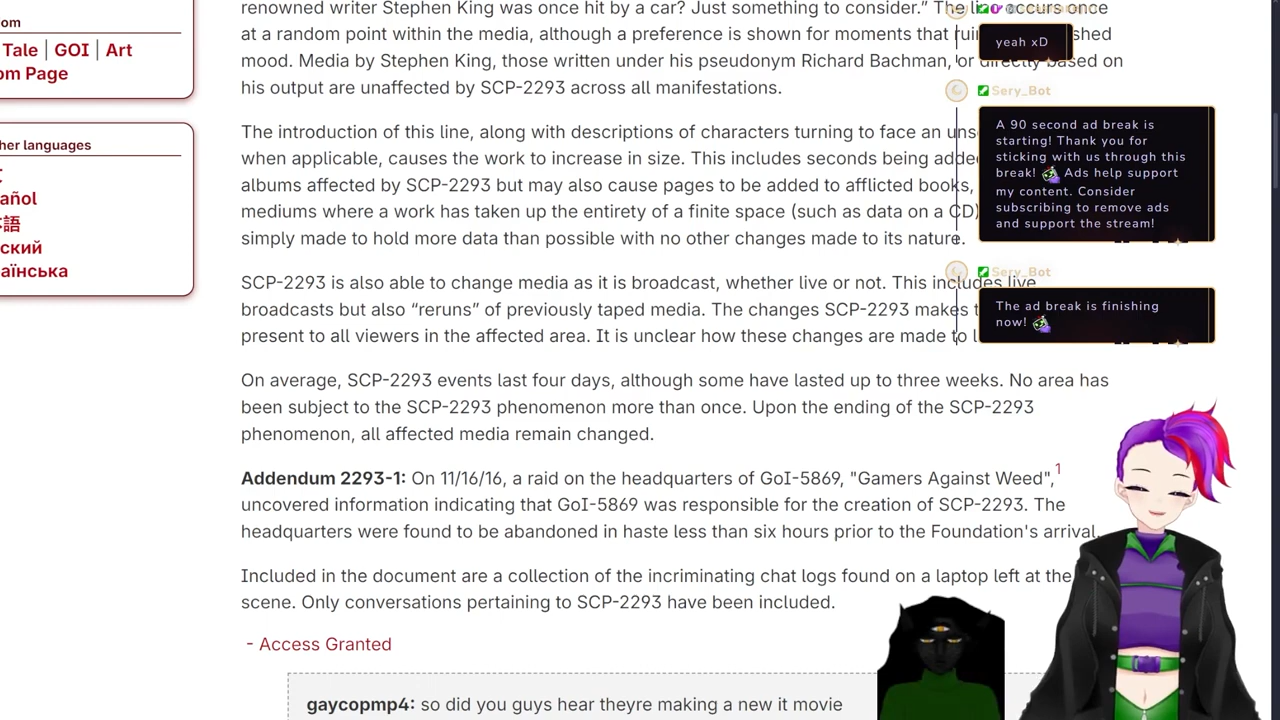 om
Tale | GOI | Art
om Page
her languages
añol
本語
ский
аїнська
renowned writer Stephen King was once hit by a car? Just something to consider.” The line
at a random point within the media, although a preference is shown for moments that
mood. Media by Stephen King, those written under his pseudonym Richard Bachman, or directly based on
his output are unaffected by SCP-2293 across all manifestations.
The introduction of this line, along with descriptions of characters turning to face an
when applicable, causes the work to increase in size. This includes seconds being added
albums affected by SCP-2293 but may also cause pages to be added to afflicted books,
mediums where a work has taken up the entirety of a finite space (such as data on a CD)
simply made to hold more data than possible with no other changes made to its nature.
SCP-2293 is also able to change media as it is broadcast, whether live or not. This includes live
broadcasts but also “reruns” of previously taped media. The changes SCP-2293 makes
present to all viewers in the affected area. It is unclear how these changes are made to
On average, SCP-2293 events last four days, although some have lasted up to three weeks. No area has
been subject to the SCP-2293 phenomenon more than once. Upon the ending of the SCP-2293
phenomenon, all affected media remain changed.
Addendum 2293-1: On 11/16/16, a raid on the headquarters of GoI-5869, "Gamers Against Weed",1
uncovered information indicating that GoI-5869 was responsible for the creation of SCP-2293. The
headquarters were found to be abandoned in haste less than six hours prior to the Foundation's arrival.
Included in the document are a collection of the incriminating chat logs found on a laptop left at the
scene. Only conversations pertaining to SCP-2293 have been included.
- Access Granted
gaycopmp4: so did you guys hear theyre making a new it movie
yeah xD
Sery_Bot
A 90 second ad break is
starting! Thank you for
sticking with us through this
break! Ads help support
my content. Consider
subscribing to remove ads
and support the stream!
Sery_Bot
The ad break is finishing
now!